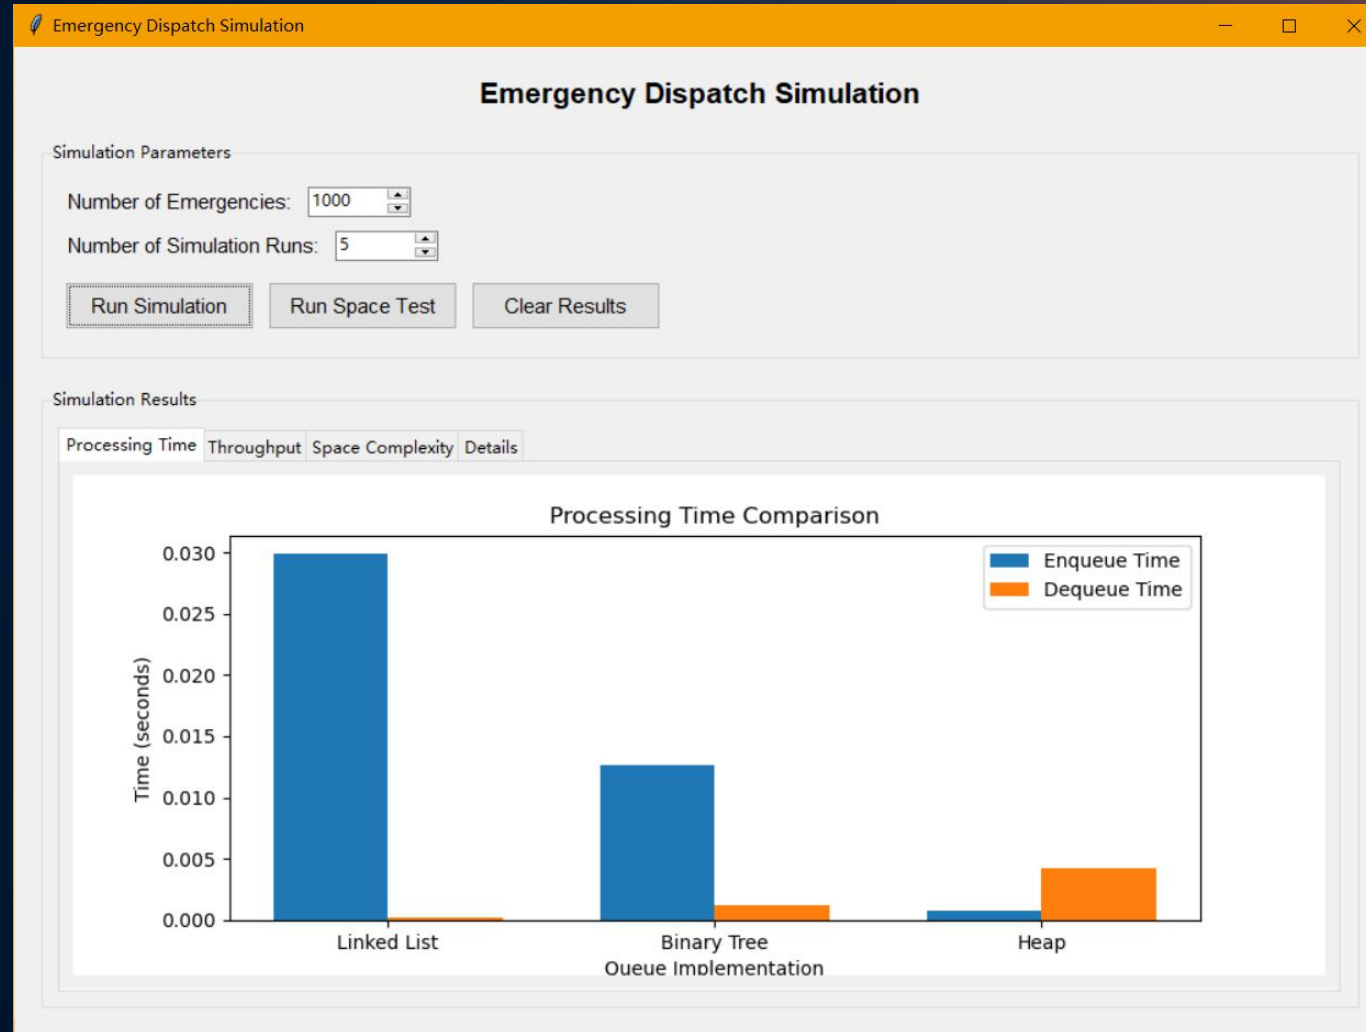 Emergency Dispatch Simulation
Emergency Dispatch Simulation
Simulation Parameters
Number of Emergencies: 1000
Number of Simulation Runs: 5
Run Simulation Run Space Test Clear Results
Simulation Results
Processing Time Throughput Space Complexity Details
Processing Time Comparison
Enqueue Time
Dequeue Time
Time (seconds)
0.030
0.025
0.020
0.015
0.010
0.005
0.000
Linked List Binary Tree Heap
Queue Implementation